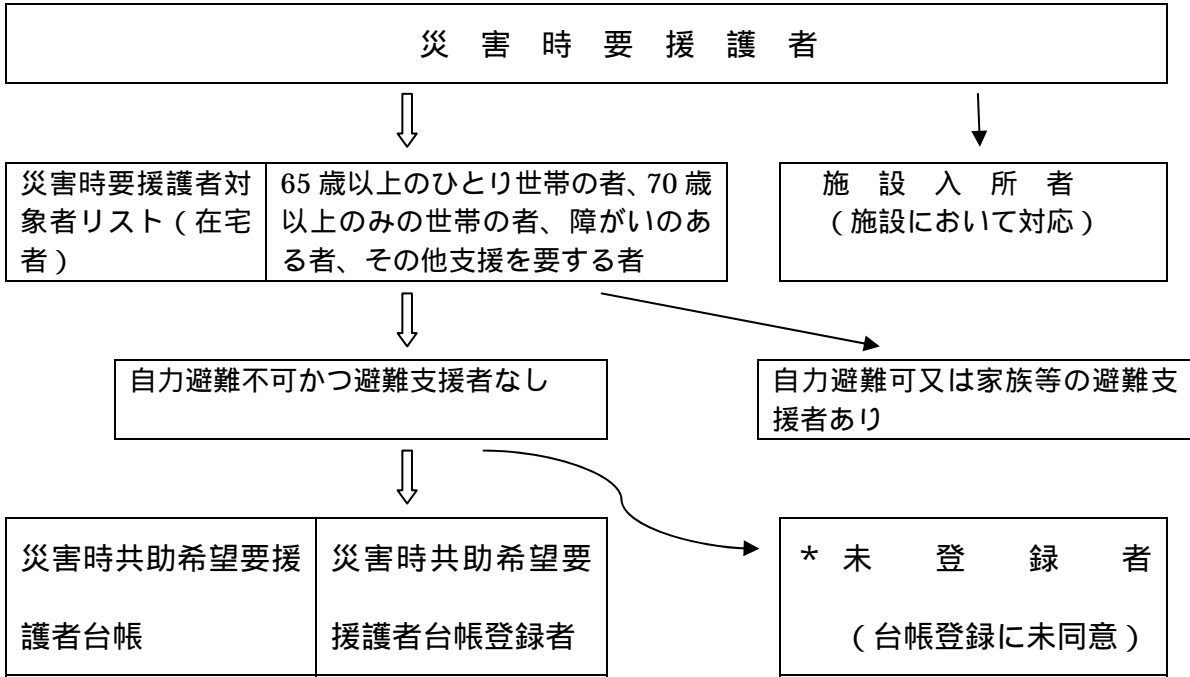 災害時要援護者
災害時要援護者対
象者リスト(在宅
者)
65歳以上のひとり世帯の者、70歳
以上のみの世帯の者、障がいのあ
る者、その他支援を要する者
施設入所者
(施設において対応)
自力避難不可かつ避難支援者なし
自力避難可又は家族等の避難支
援者あり
災害時共助希望要援
護者台帳
災害時共助希望要
援護者台帳登録者
*未登録者
(台帳登録に未同意)